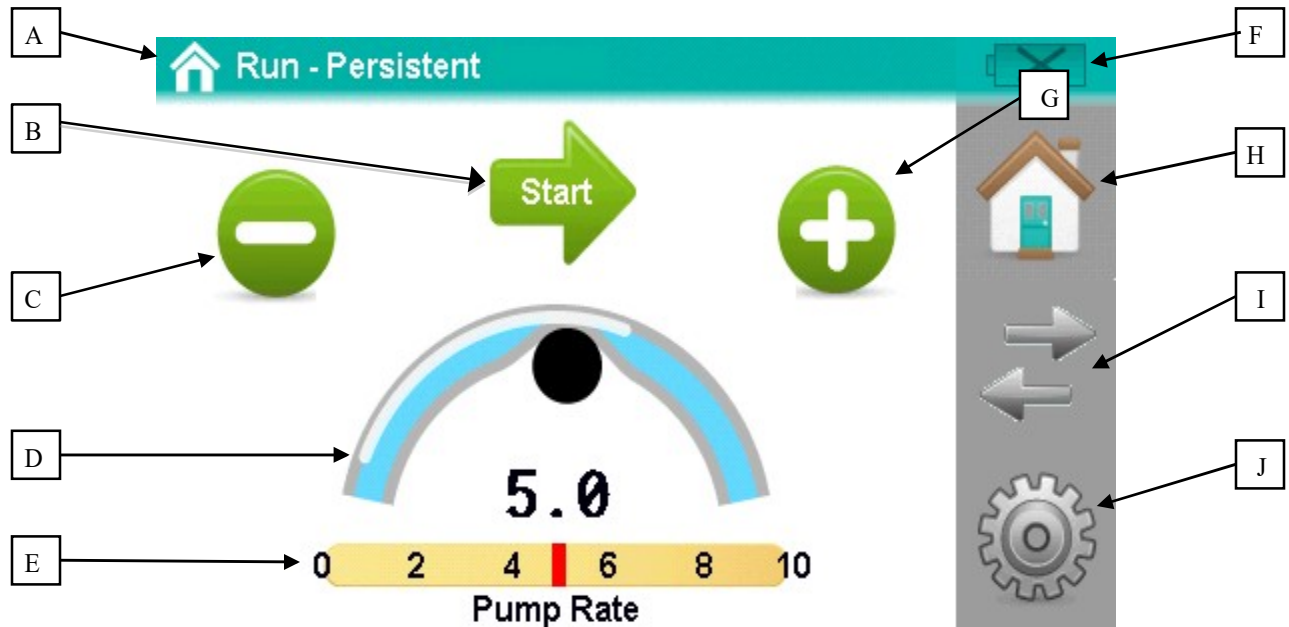 A
Run - Persistent
F
G
B
Start
H
C
I
D
5.0
J
E
0 2 4 6 8 10
Pump Rate